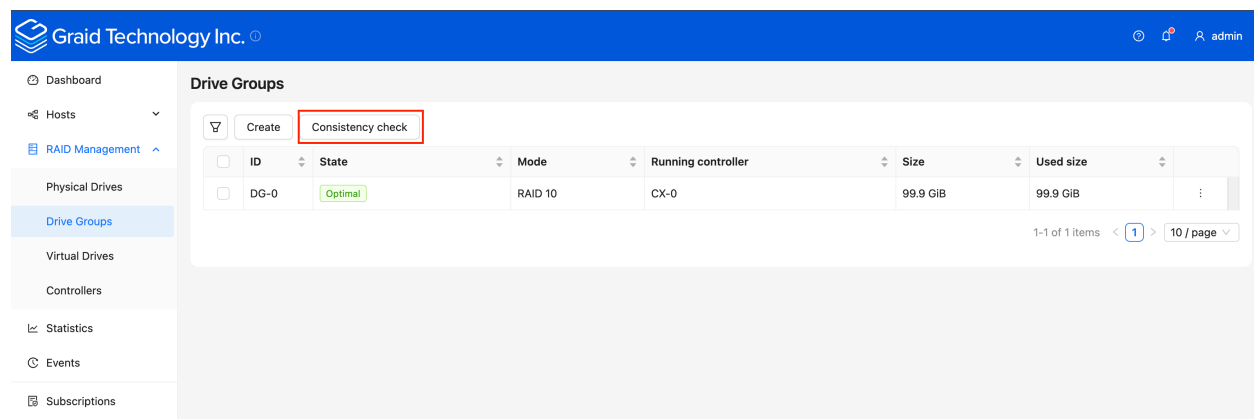 Graid Technology Inc.
admin
Dashboard
Hosts
RAID Management
Physical Drives
Drive Groups
Virtual Drives
Controllers
Statistics
Events
Subscriptions
Drive Groups
Create Consistency check
ID State Mode Running controller Size Used size
DG-0 Optimal RAID 10 CX-0 99.9 GiB 99.9 GiB
1-1 of 1 items < 1 > 10 / page